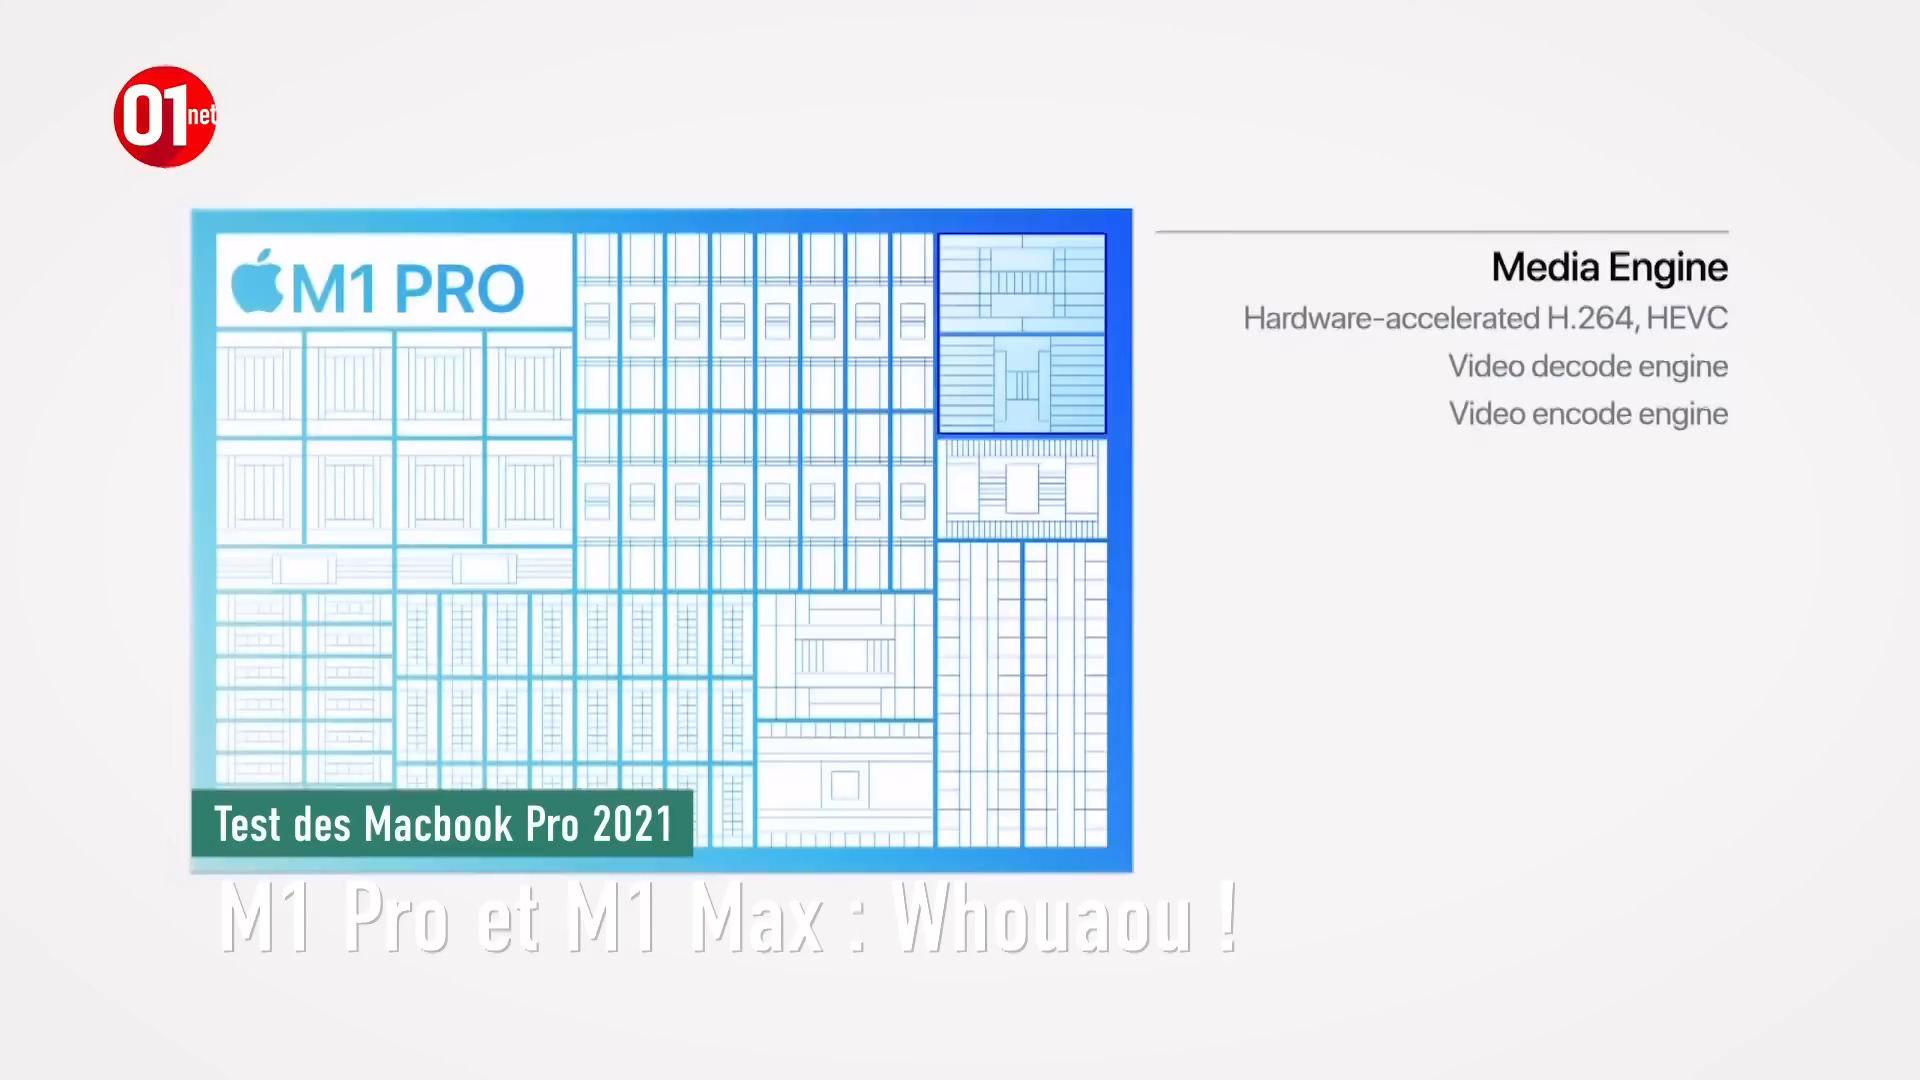 01net
M1 PRO
Media Engine
Hardware-accelerated H.264, HEVC
Video decode engine
Video encode engine
Test des Macbook Pro 2021
M1 Pro et M1 Max : Whouaou !